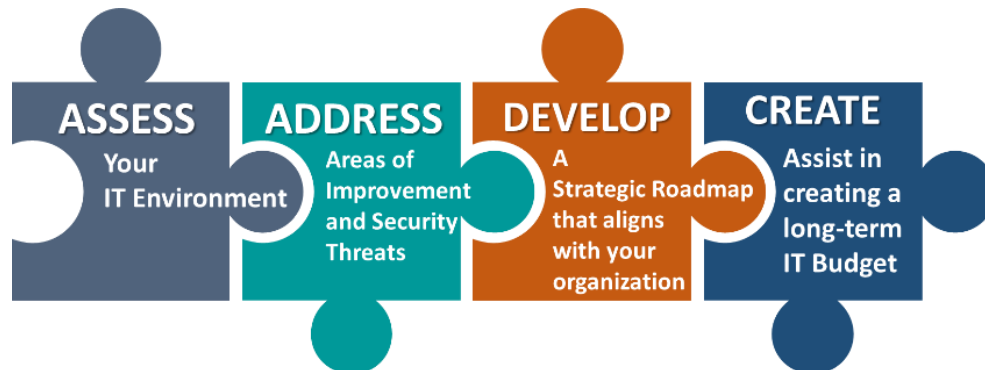 ASSESS
Your
IT Environment
ADDRESS
Areas of
Improvement
and Security
Threats
DEVELOP
A
Strategic Roadmap
that aligns
with your
organization
CREATE
Assist in
creating a
long-term
IT Budget